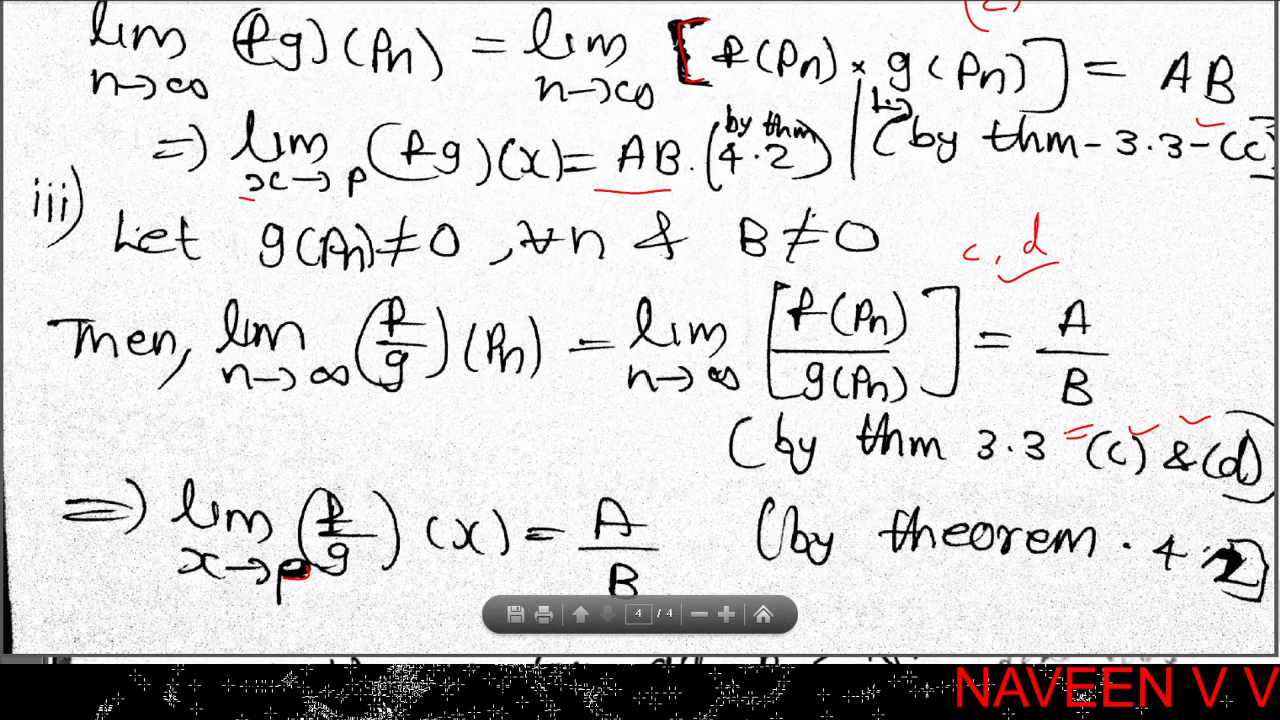 (c)
lim n→∞ (fg)(Pn) = lim n→∞ [f(Pn) × g(Pn)] = AB
=> lim x→p (fg)(x) = AB. (by thm 4.2) | (by thm - 3.3 - (c)
iii) Let g(Pn) ≠ 0, ∀n & B ≠ 0
c, d
Then, lim n→∞ (f/g)(Pn) = lim n→∞ [f(Pn)/g(Pn)] = A/B
(by thm 3.3 (c) & (d))
=> lim x→p (f/g)(x) = A/B (by theorem . 4.2)
4 / 4
NAVEEN V V